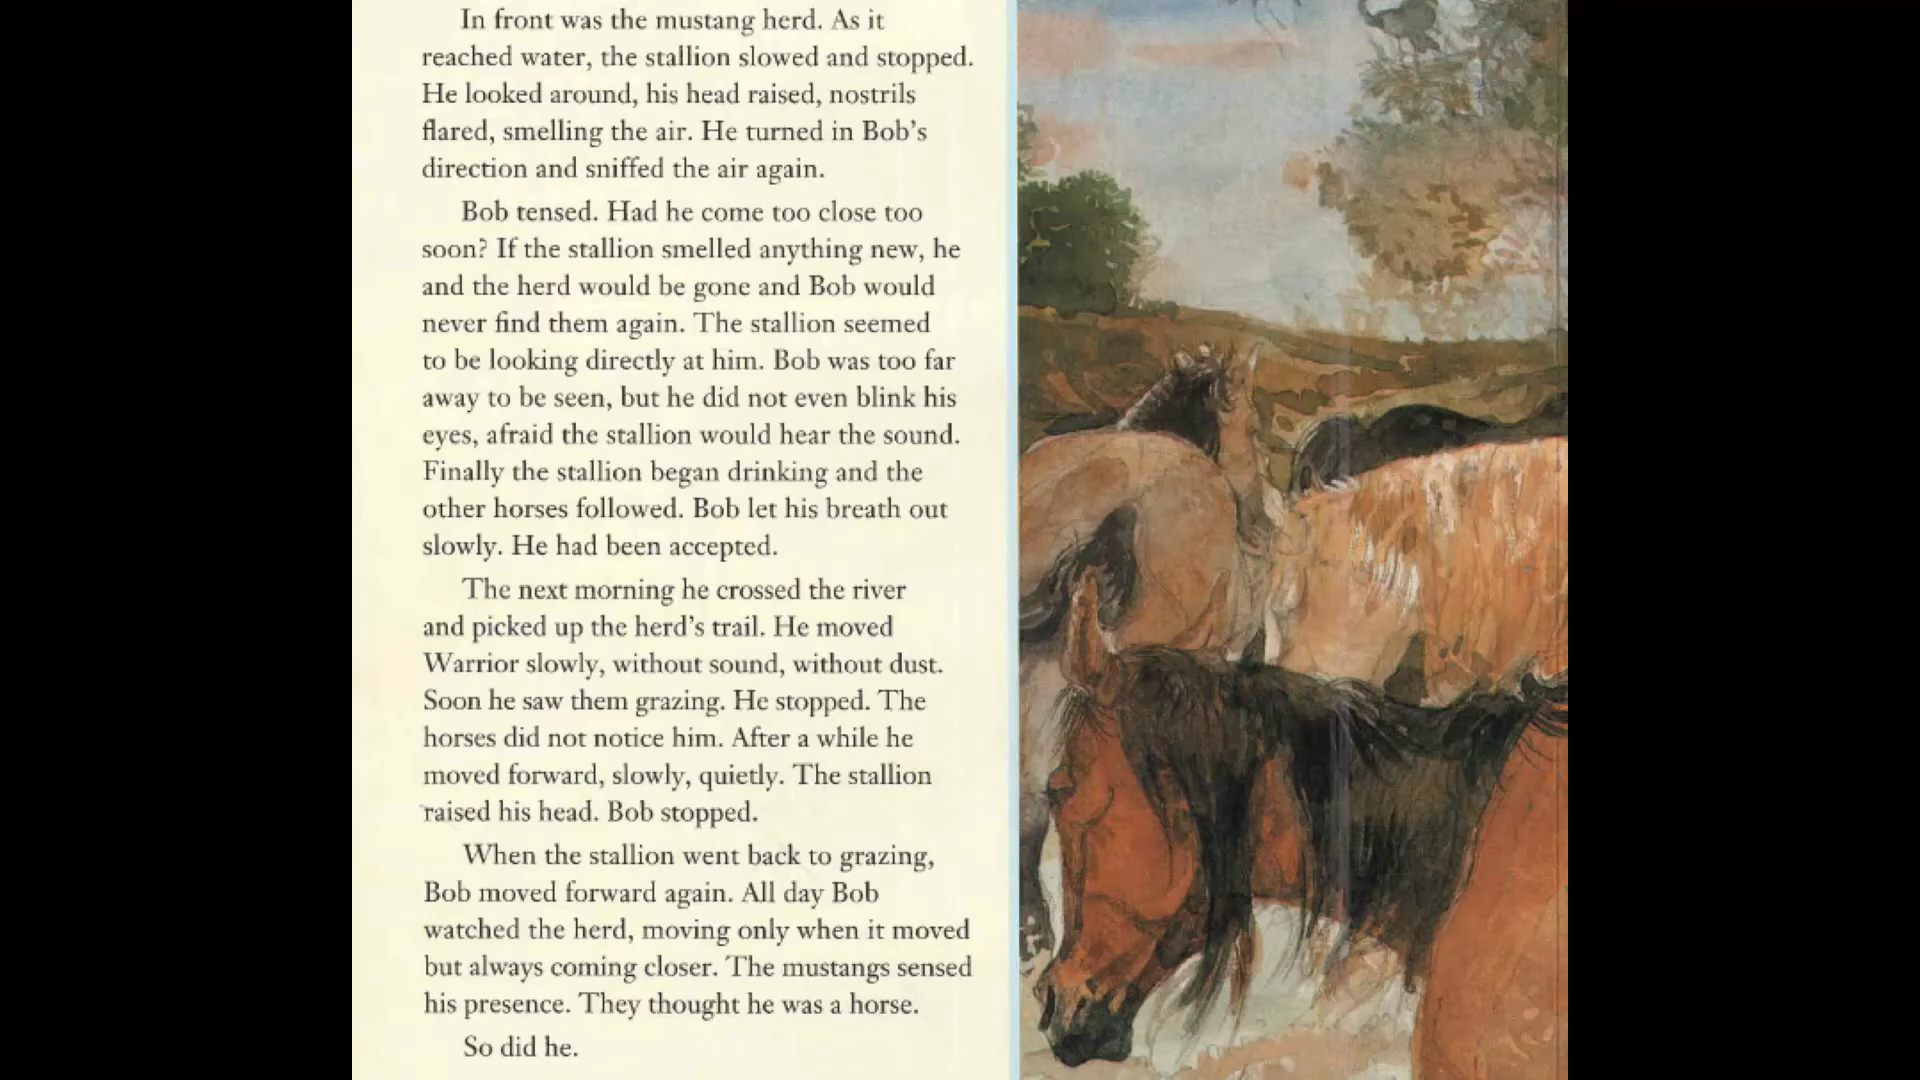 In front was the mustang herd. As it
reached water, the stallion slowed and stopped.
He looked around, his head raised, nostrils
flared, smelling the air. He turned in Bob's
direction and sniffed the air again.
Bob tensed. Had he come too close too
soon? If the stallion smelled anything new, he
and the herd would be gone and Bob would
never find them again. The stallion seemed
to be looking directly at him. Bob was too far
away to be seen, but he did not even blink his
eyes, afraid the stallion would hear the sound.
Finally the stallion began drinking and the
other horses followed. Bob let his breath out
slowly. He had been accepted.
The next morning he crossed the river
and picked up the herd's trail. He moved
Warrior slowly, without sound, without dust.
Soon he saw them grazing. He stopped. The
horses did not notice him. After a while he
moved forward, slowly, quietly. The stallion
raised his head. Bob stopped.
When the stallion went back to grazing,
Bob moved forward again. All day Bob
watched the herd, moving only when it moved
but always coming closer. The mustangs sensed
his presence. They thought he was a horse.
So did he.